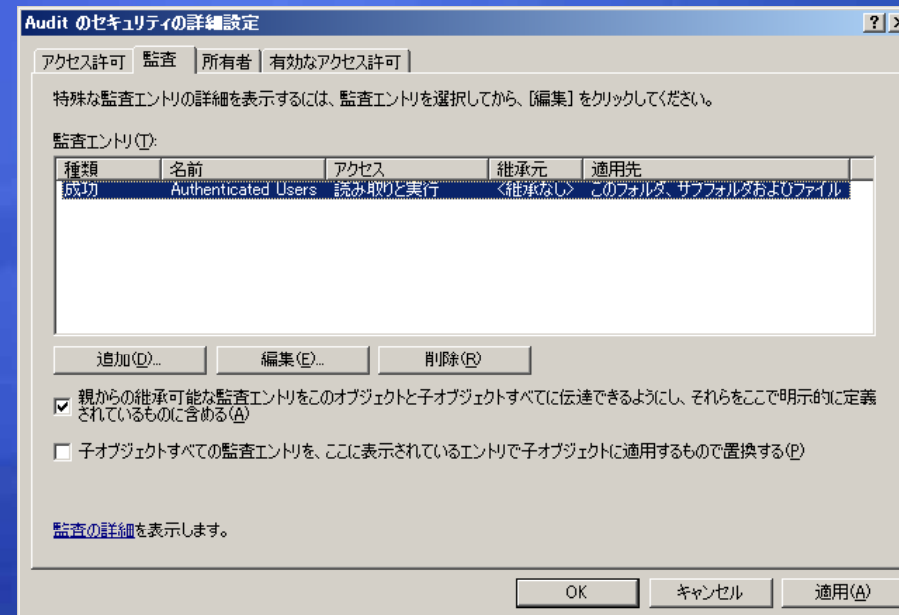 Audit のセキュリティの詳細設定
アクセス許可 監査 所有者 有効なアクセス許可
特殊な監査エントリの詳細を表示するには、監査エントリを選択してから、[編集] をクリックしてください。
監査エントリ(T):
種類 名前 アクセス 継承元 適用先
成功 Authenticated Users 読み取りと実行 <継承なし> このフォルダ、サブフォルダおよびファイル
追加(D)... 編集(E)... 削除(R)
親からの継承可能な監査エントリをこのオブジェクトと子オブジェクトすべてに伝達できるようにし、それらをここで明示的に定義
されているものに含める(A)
子オブジェクトすべての監査エントリを、ここに表示されているエントリで子オブジェクトに適用するもので置換する(P)
監査の詳細を表示します。
OK キャンセル 適用(A)